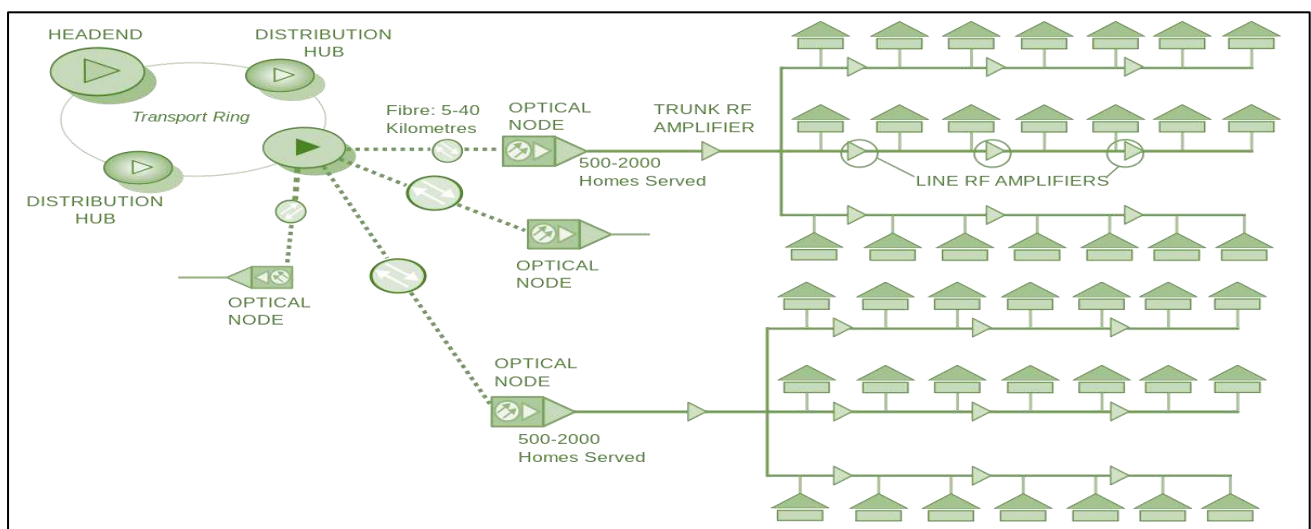 HEADEND
DISTRIBUTION
HUB
Transport Ring
Fibre: 5-40
Kilometres
OPTICAL
NODE
TRUNK RF
AMPLIFIER
500-2000
Homes Served
LINE RF AMPLIFIERS
DISTRIBUTION
HUB
OPTICAL
NODE
OPTICAL
NODE
OPTICAL
NODE
500-2000
Homes Served